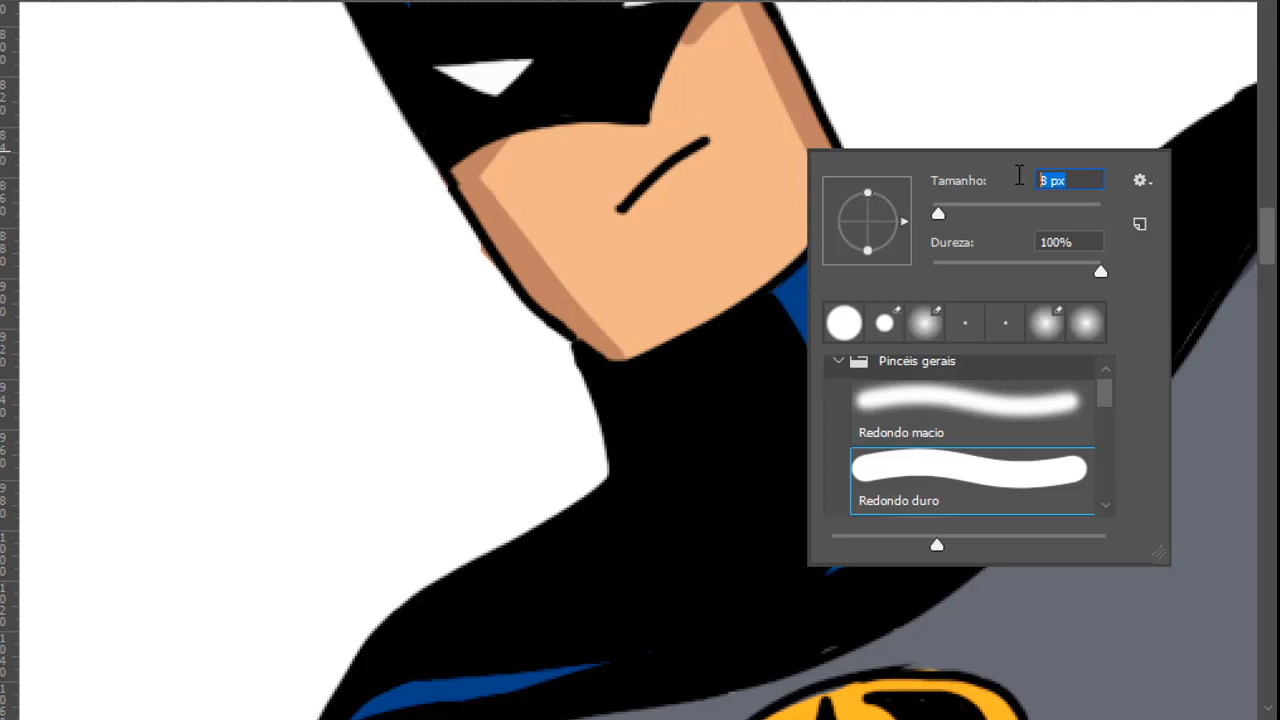 Tamanho: 8 px
Dureza: 100%
Pincéis gerais
Redondo macio
Redondo duro